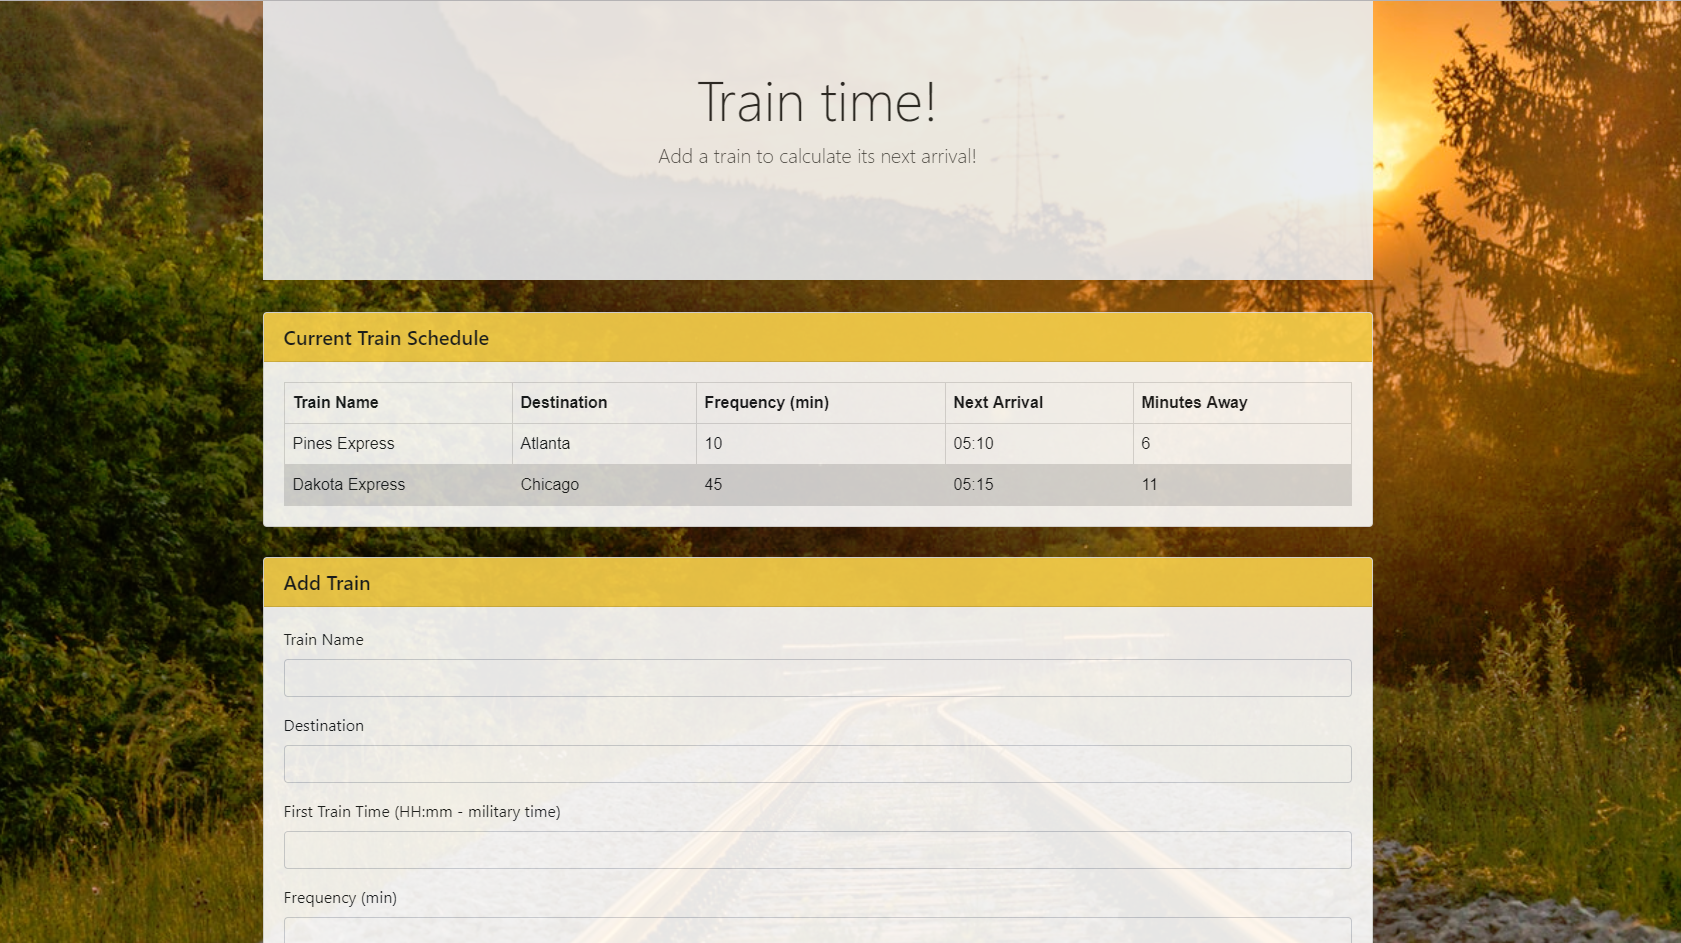 Train time!
Add a train to calculate its next arrival!
Current Train Schedule
Train Name Destination Frequency (min) Next Arrival Minutes Away
Pines Express Atlanta 10 05:10 6
Dakota Express Chicago 45 05:15 11
Add Train
Train Name
Destination
First Train Time (HH:mm - military time)
Frequency (min)